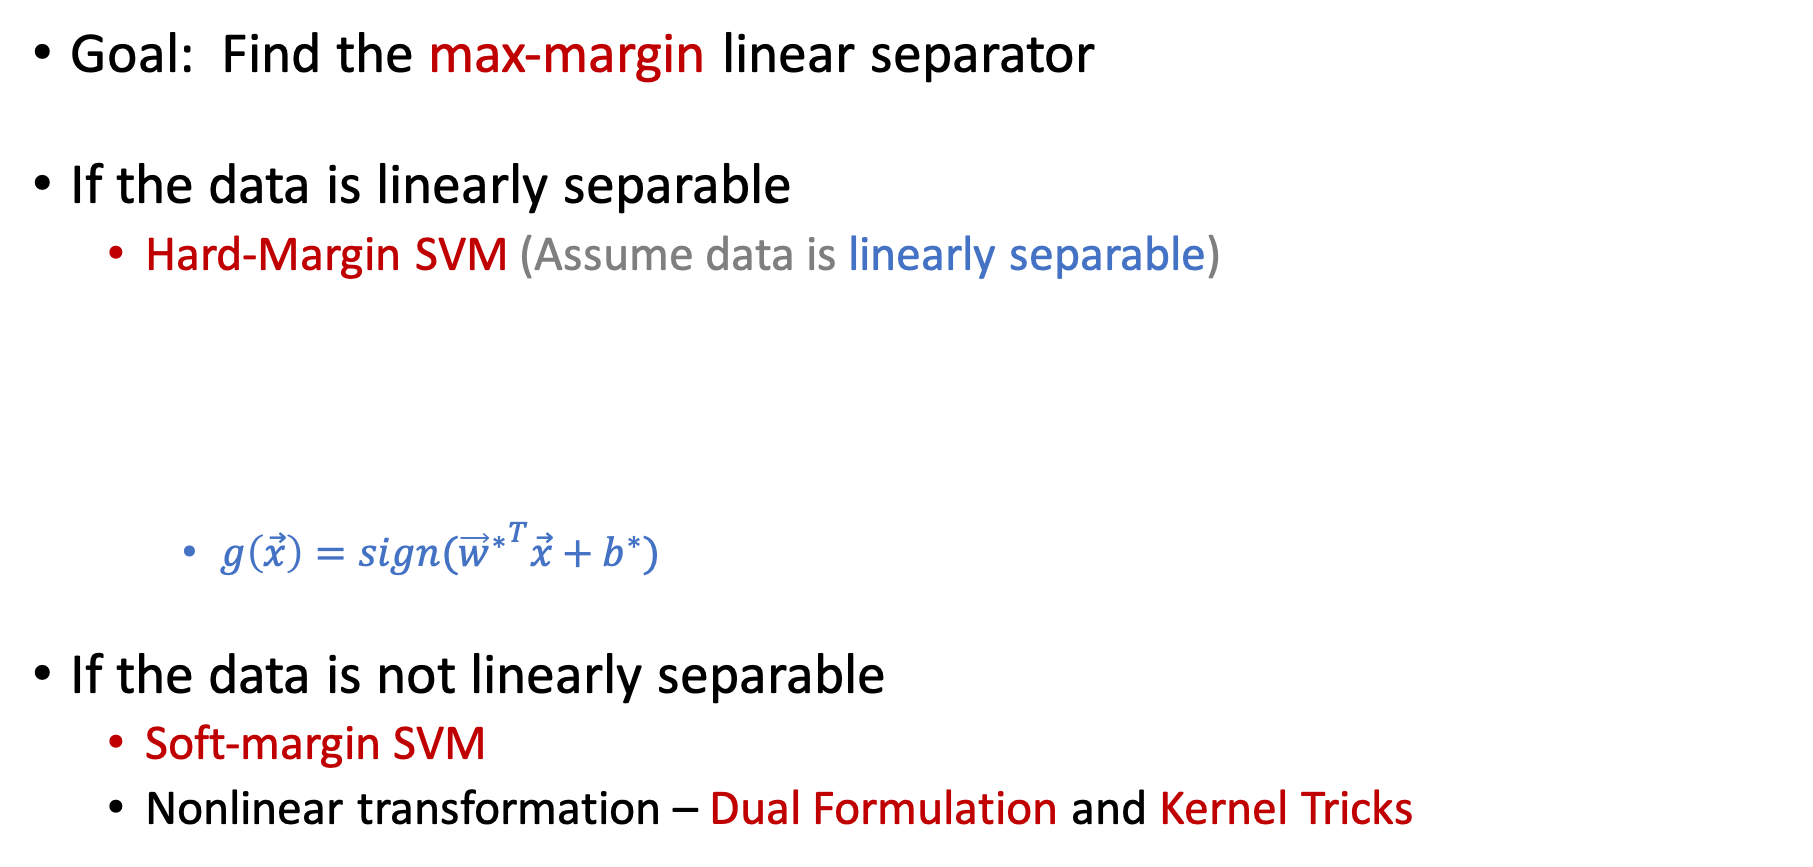 • Goal: Find the max-margin linear separator
• If the data is linearly separable
• Hard-Margin SVM (Assume data is linearly separable)
• g(x⃗) = sign(w⃗*ᵀx⃗ + b*)
• If the data is not linearly separable
• Soft-margin SVM
• Nonlinear transformation – Dual Formulation and Kernel Tricks